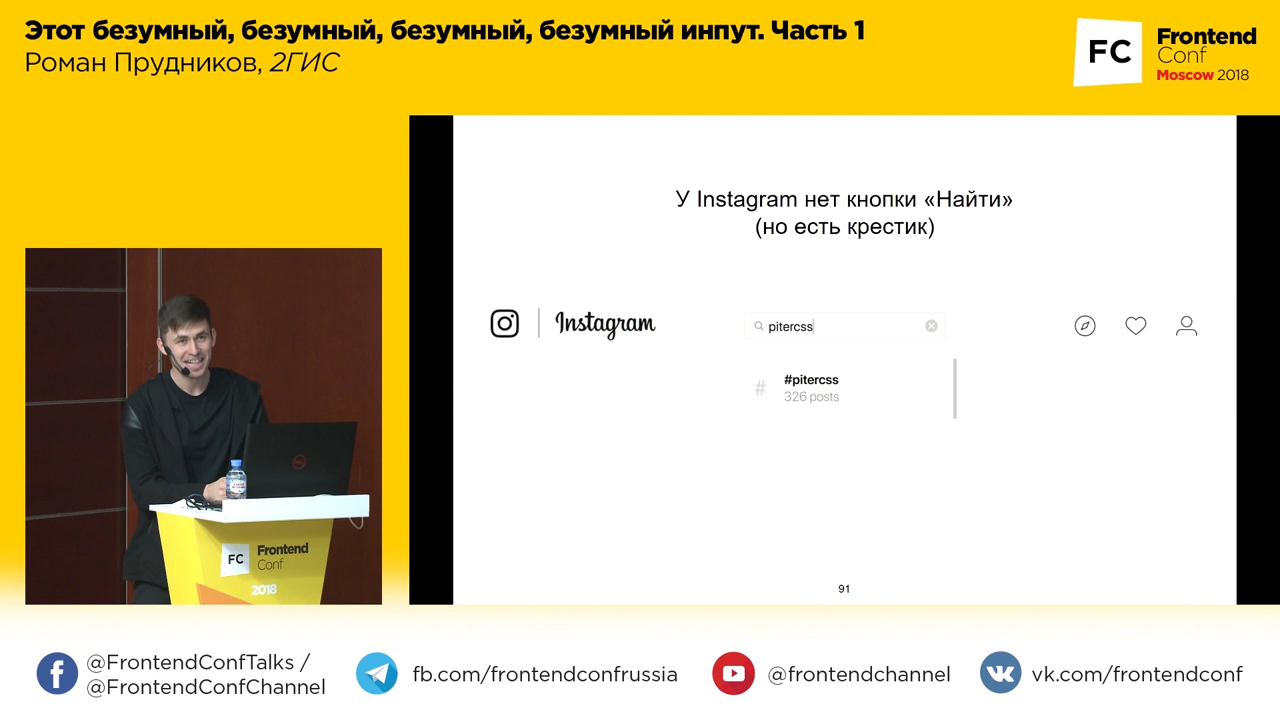 Этот безумный, безумный, безумный, безумный инпут. Часть 1
Роман Прудников, 2ГИС
FC
Frontend
Conf
Moscow 2018
У Instagram нет кнопки «Найти»
(но есть крестик)
Instagram
pitercss
# #pitercss
326 posts
91
FC
Frontend
Conf
2018
@FrontendConfTalks /
@FrontendConfChannel
fb.com/frontendconfrussia
@frontendchannel
vk.com/frontendconf